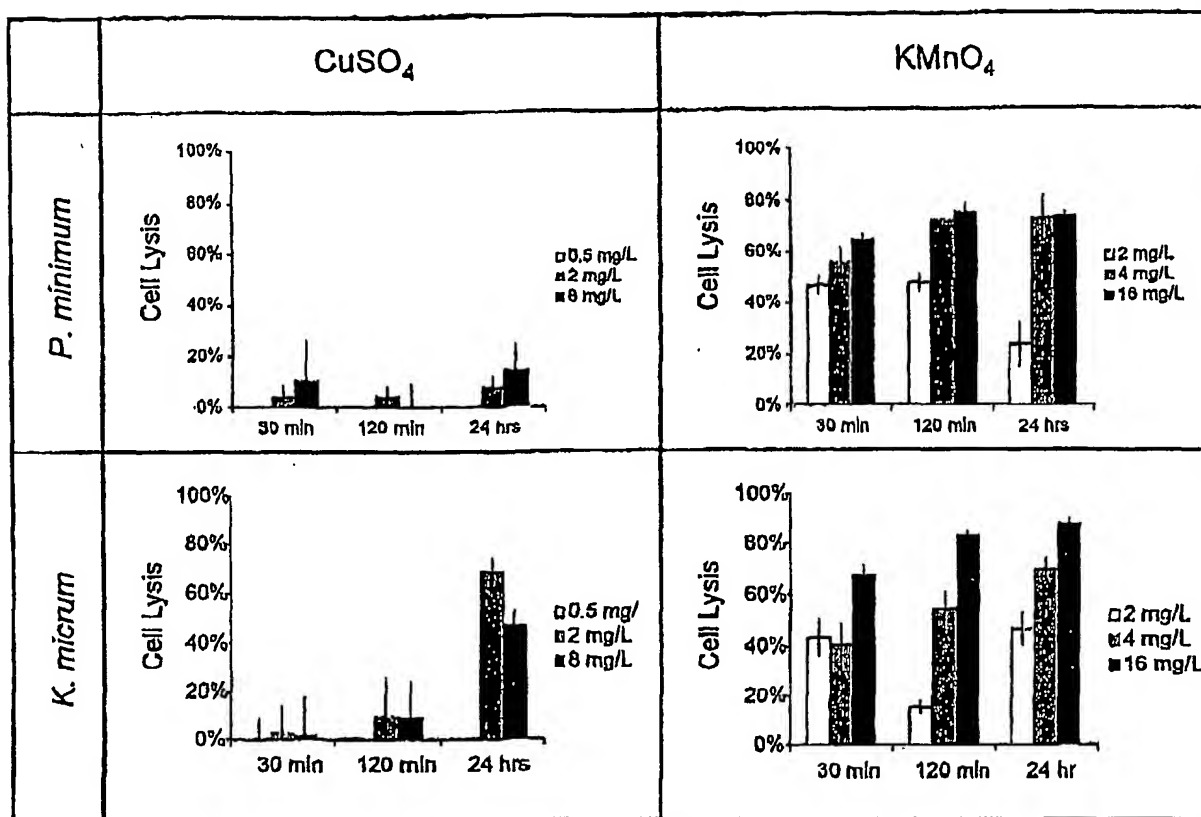 CuSO₄
KMnO₄
P. minimum
Cell Lysis
100%
80%
60%
40%
20%
0%
30 min
120 min
24 hrs
0.5 mg/L
2 mg/L
8 mg/L
Cell Lysis
100%
80%
60%
40%
20%
0%
30 min
120 min
24 hrs
2 mg/L
4 mg/L
16 mg/L
K. micrum
Cell Lysis
100%
80%
60%
40%
20%
0%
30 min
120 min
24 hrs
0.5 mg/
2 mg/L
8 mg/L
Cell Lysis
100%
80%
60%
40%
20%
0%
30 min
120 min
24 hr
2 mg/L
4 mg/L
16 mg/L